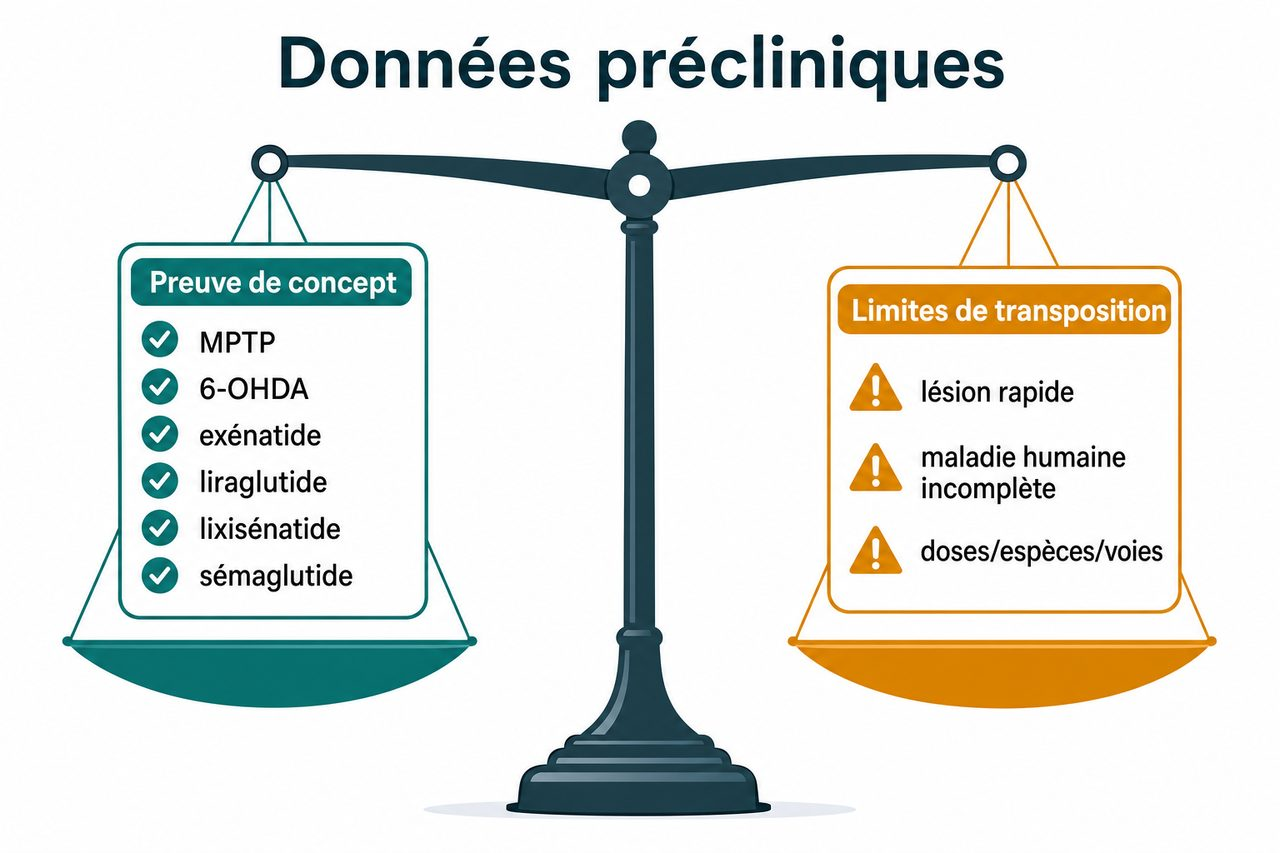 Données précliniques
Preuve de concept
MPTP
6-OHDA
exénatide
liraglutide
lixisénatide
sémaglutide
Limites de transposition
lésion rapide
maladie humaine
incomplète
doses/espèces/voies